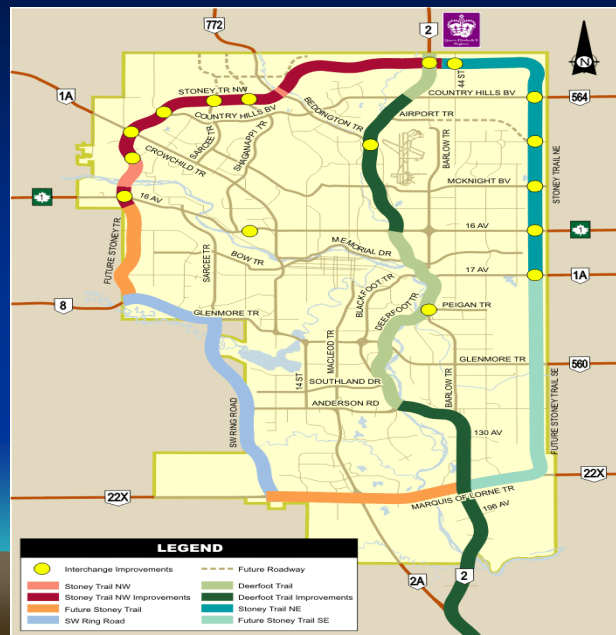 772
2
1A
STONEY TR NW
44 ST
COUNTRY HILLS BV
564
COUNTRY HILLS BV
BEDDINGTON TR
AIRPORT TR
SARCEE TR
SHAGANAPPI TR
CROWCHILD TR
BARLOW TR
STONEY TRAIL NE
MCKNIGHT BV
1
16 AV
16 AV
1
MEMORIAL DR
BOW TR
17 AV
1A
FUTURE STONEY TR
SARCEE TR
BLACKFOOT TR
DEERFOOT TR
8
GLENMORE TR
PEIGAN TR
MACLEOD TR
14 ST
GLENMORE TR
560
SOUTHLAND DR
BARLOW TR
ANDERSON RD
SW RING ROAD
130 AV
FUTURE STONEY TRAIL SE
22X
22X
MARQUIS OF LORNE TR
196 AV
2A
2
N
LEGEND
Interchange Improvements
Future Roadway
Stoney Trail NW
Deerfoot Trail
Stoney Trail NW Improvements
Deerfoot Trail Improvements
Future Stoney Trail
Stoney Trail NE
SW Ring Road
Future Stoney Trail SE